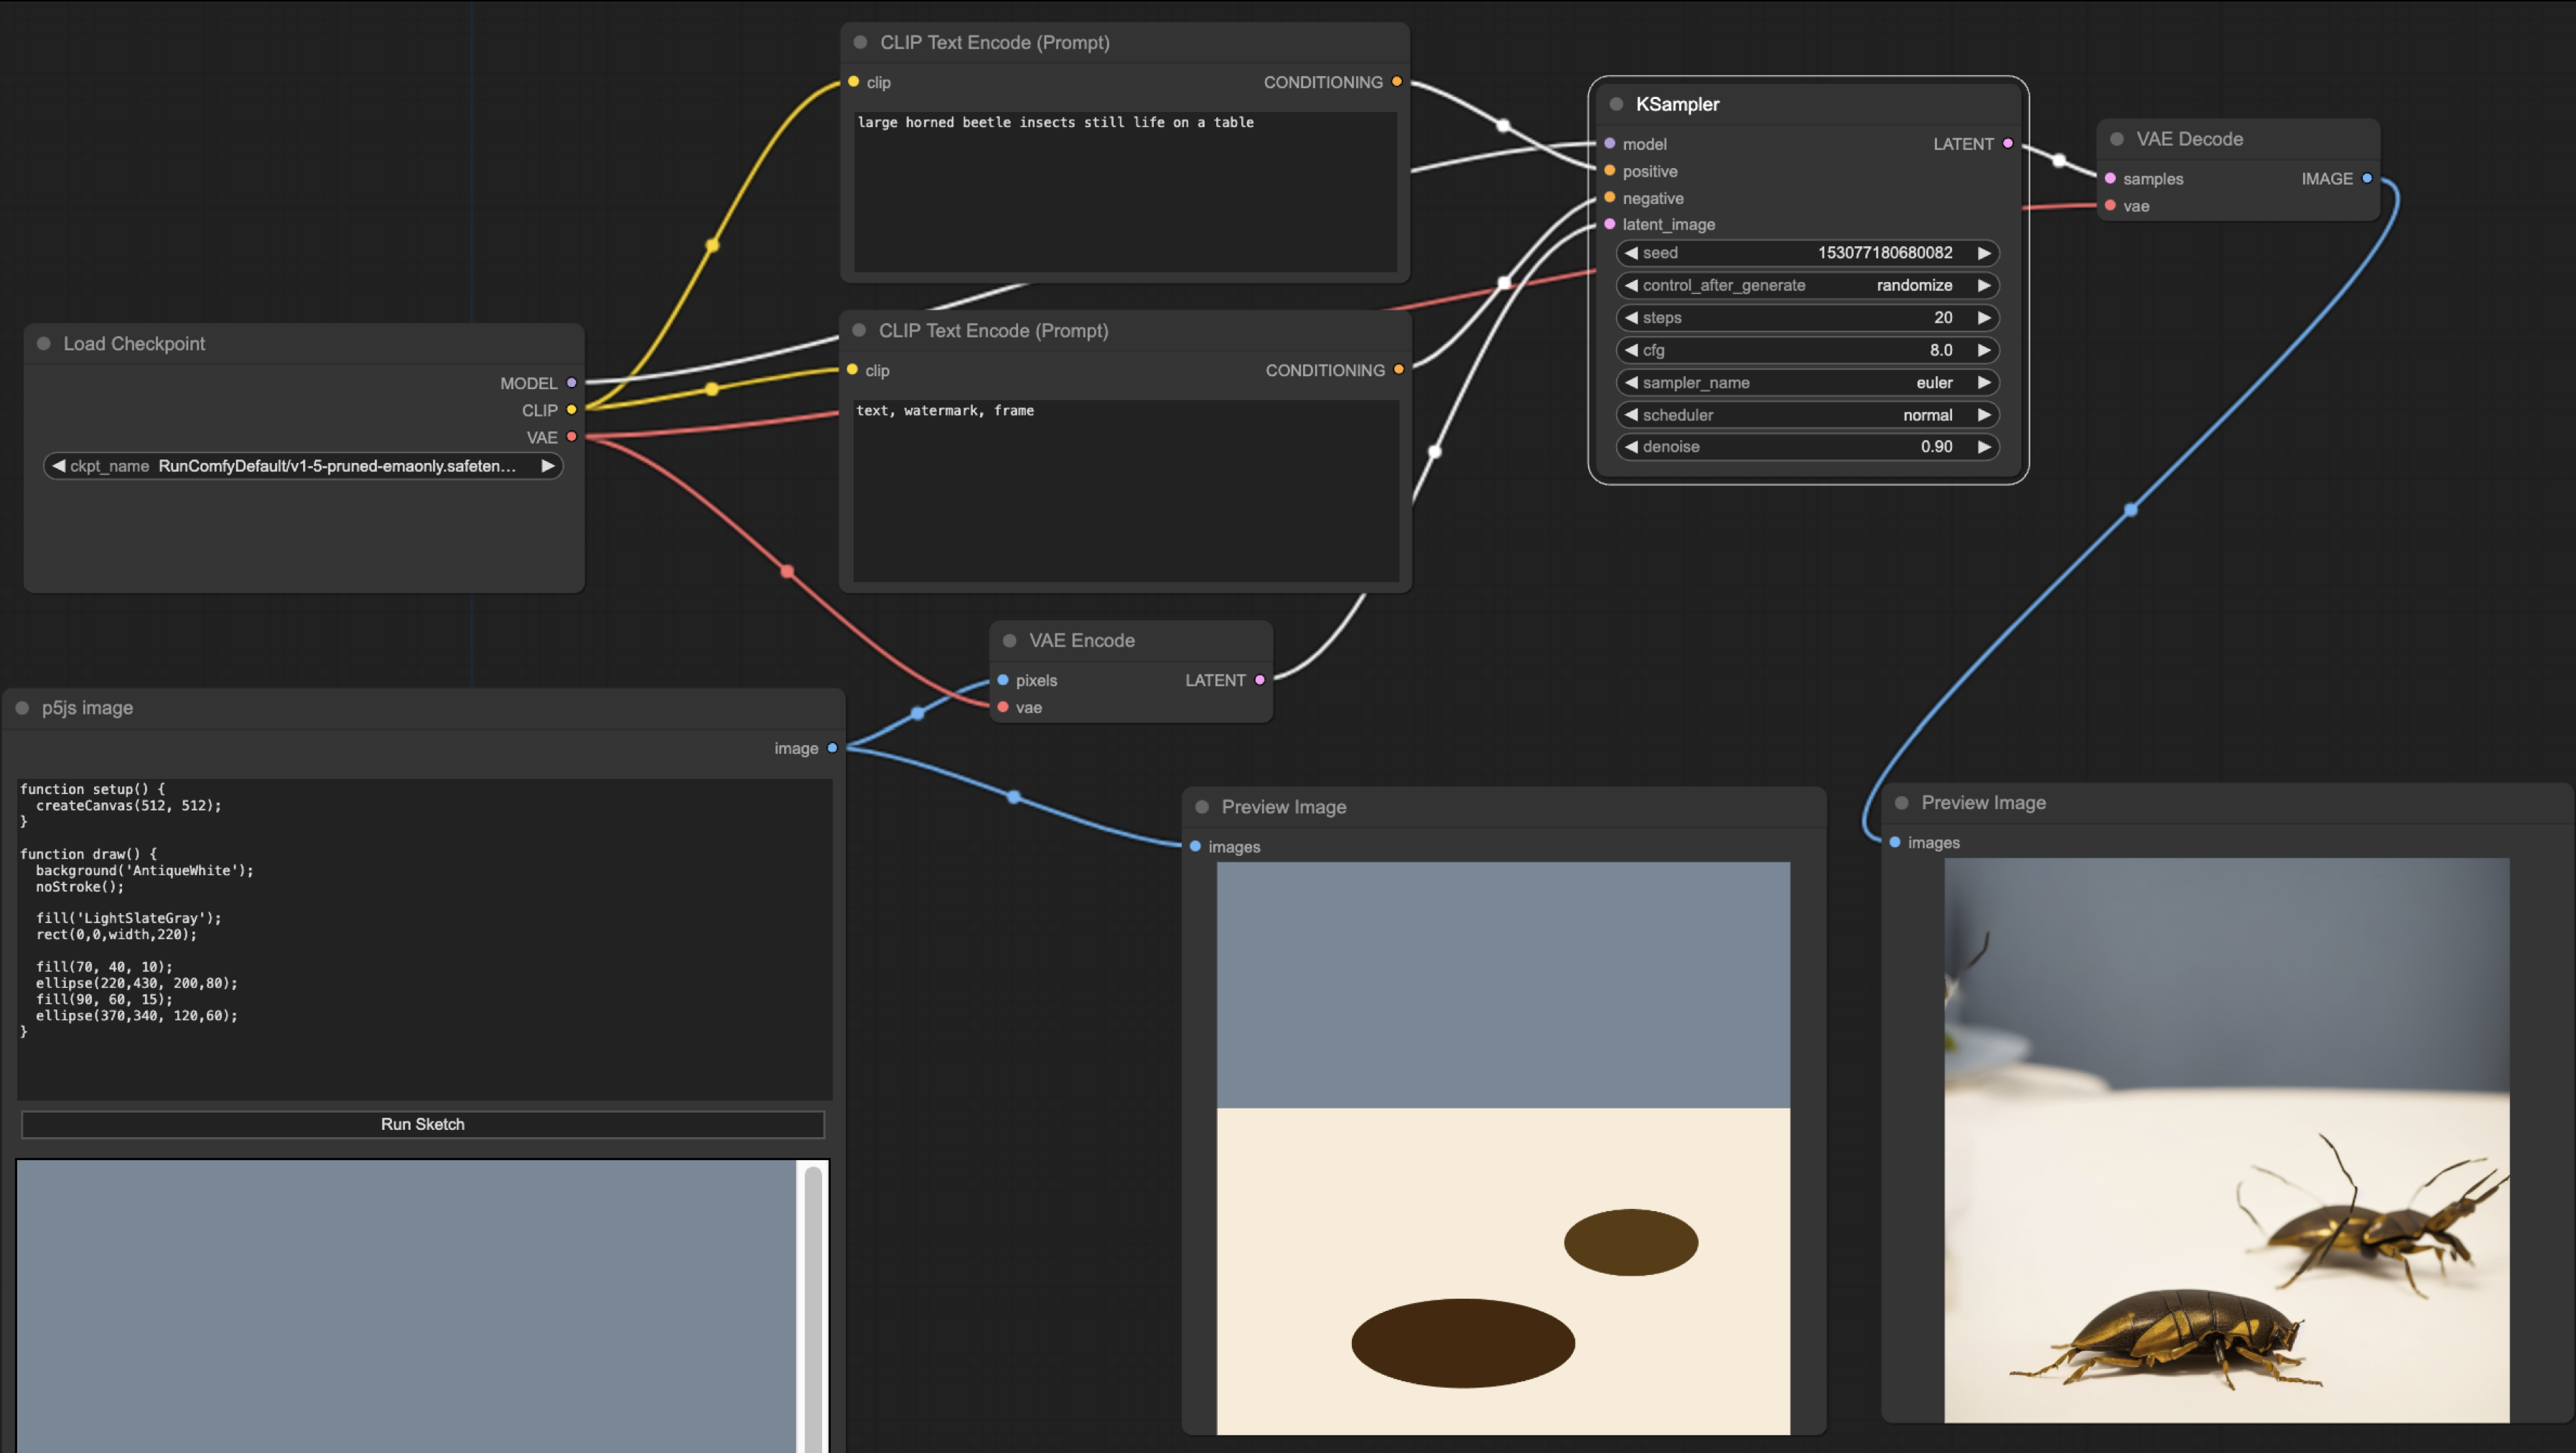 CLIP Text Encode (Prompt)
clip
CONDITIONING
large horned beetle insects still life on a table
KSampler
model
LATENT
positive
negative
latent_image
seed 153077180680082
control_after_generate randomize
steps 20
cfg 8.0
sampler_name euler
scheduler normal
denoise 0.90
VAE Decode
samples
IMAGE
vae
Load Checkpoint
MODEL
CLIP
VAE
ckpt_name RunComfyDefault/v1-5-pruned-emaonly.safeten...
CLIP Text Encode (Prompt)
clip
CONDITIONING
text, watermark, frame
VAE Encode
pixels
LATENT
vae
p5js image
image
function setup() {
  createCanvas(512, 512);
}
function draw() {
  background('AntiqueWhite');
  noStroke();
  fill('LightSlateGray');
  rect(0,0,width,220);
  fill(70, 40, 10);
  ellipse(220,430, 200,80);
  fill(90, 60, 15);
  ellipse(370,340, 120,60);
}
Run Sketch
Preview Image
images
Preview Image
images